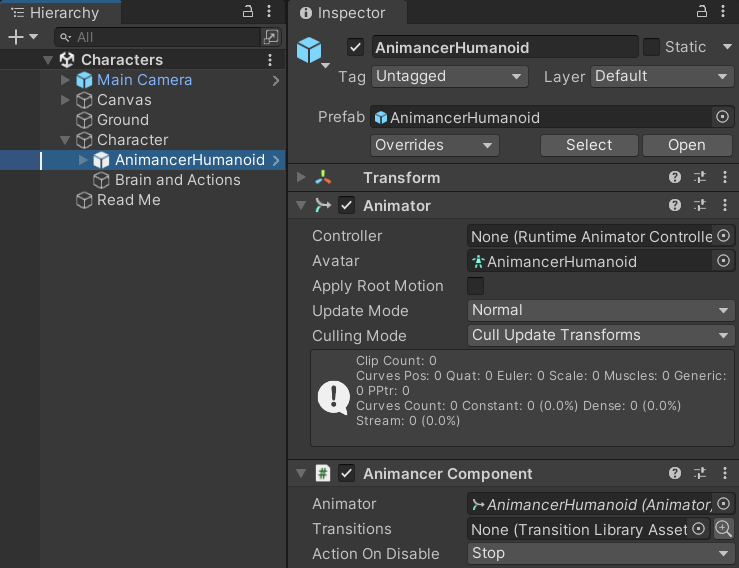 Hierarchy
All
Characters
Main Camera
Canvas
Ground
Character
AnimancerHumanoid
Brain and Actions
Read Me
Inspector
AnimancerHumanoid
Static
Tag Untagged Layer Default
Prefab AnimancerHumanoid
Overrides Select Open
Transform
Animator
Controller None (Runtime Animator Controlle
Avatar AnimancerHumanoid
Apply Root Motion
Update Mode Normal
Culling Mode Cull Update Transforms
Clip Count: 0
Curves Pos: 0 Quat: 0 Euler: 0 Scale: 0 Muscles: 0 Generic:
0 PPtr: 0
Curves Count: 0 Constant: 0 (0.0%) Dense: 0 (0.0%)
Stream: 0 (0.0%)
# Animancer Component
Animator AnimancerHumanoid (Animator)
Transitions None (Transition Library Asset
Action On Disable Stop